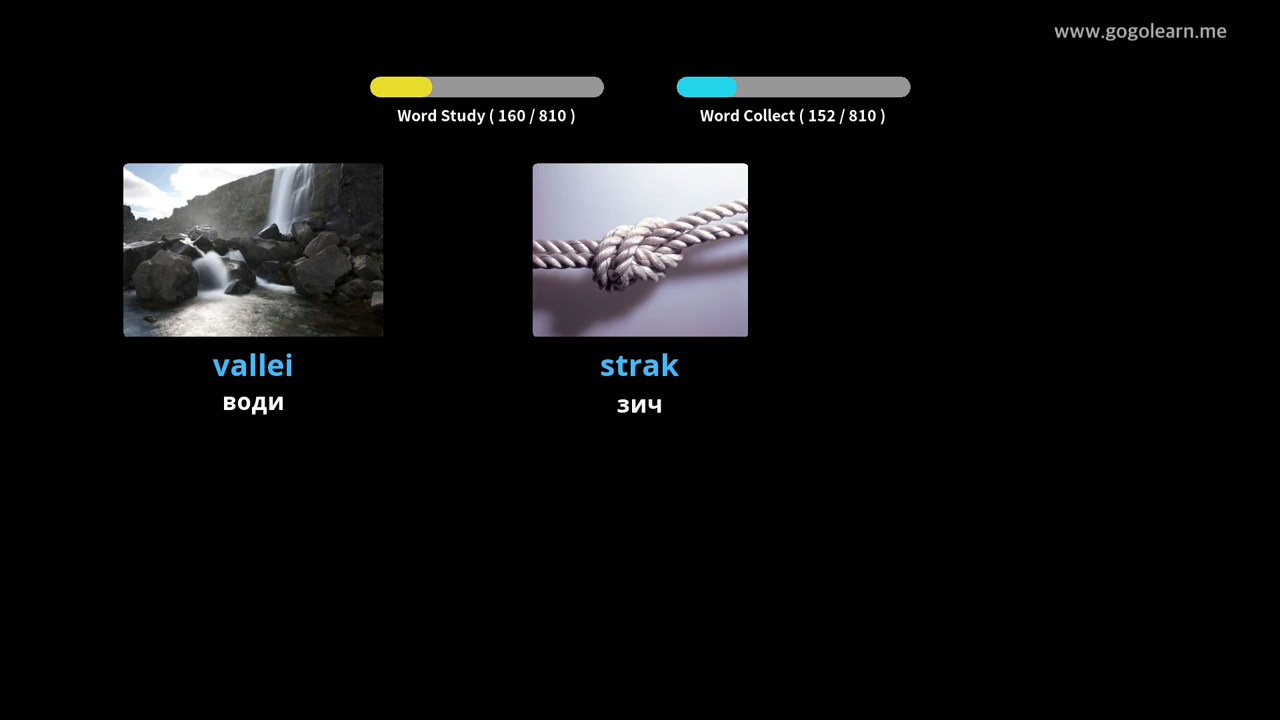 www.gogolearn.me
Word Study ( 160 / 810 )
Word Collect ( 152 / 810 )
vallei
води
strak
зич